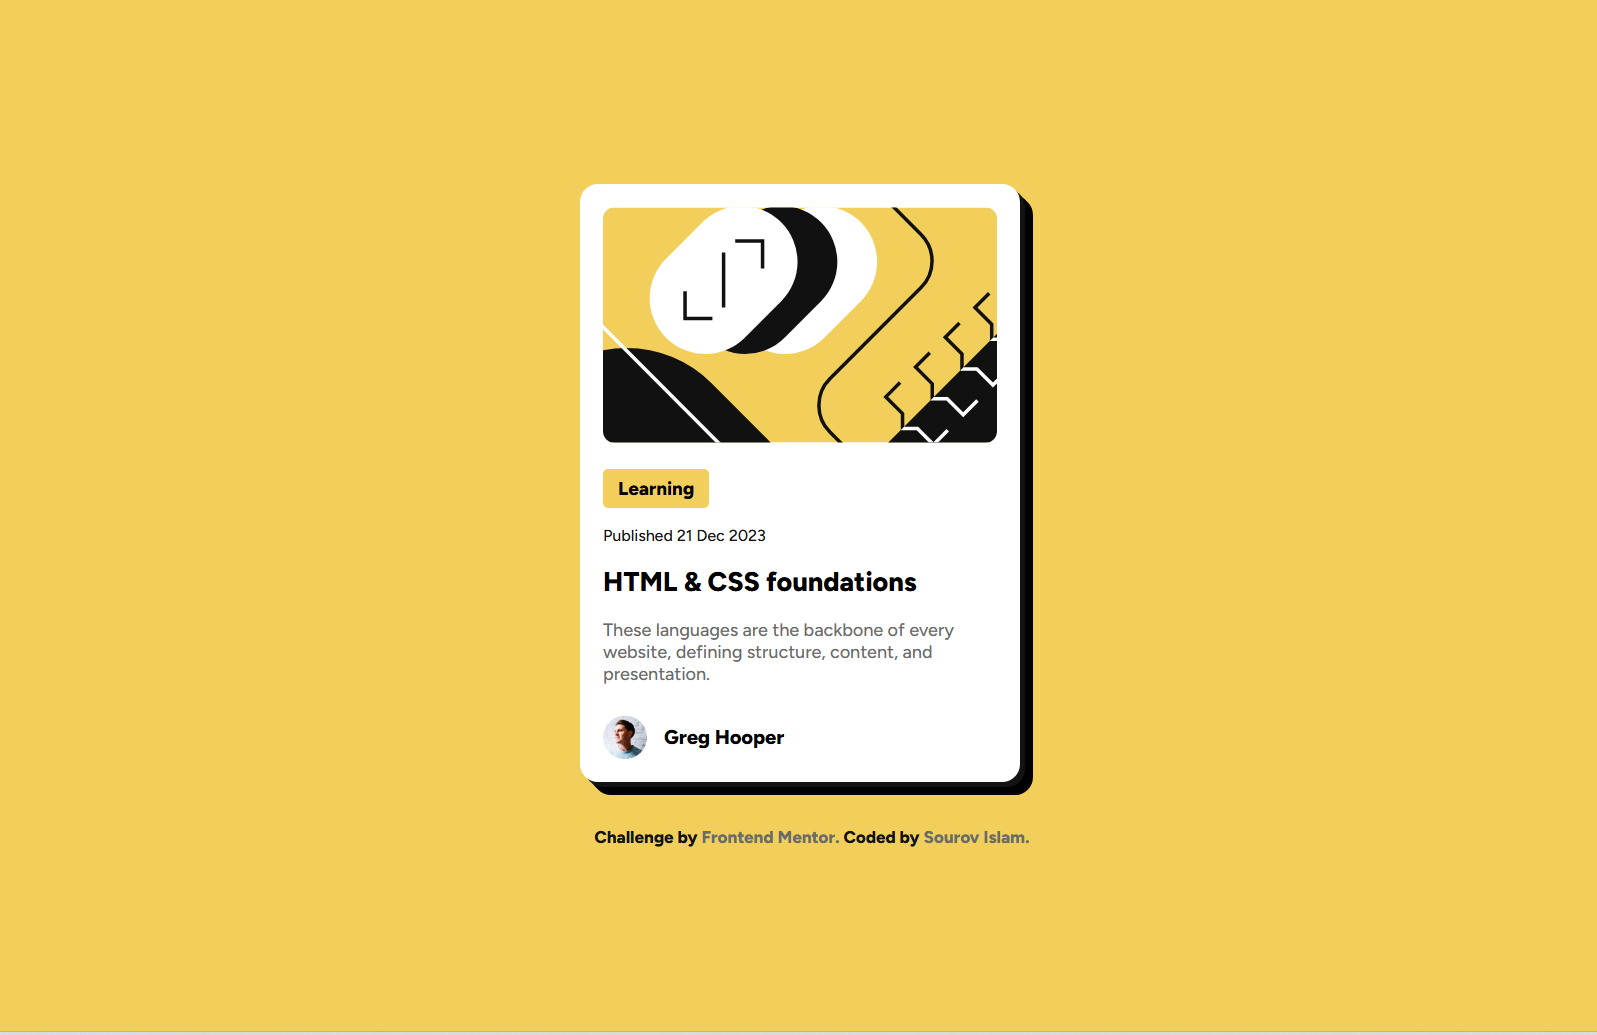 Learning
Published 21 Dec 2023
HTML & CSS foundations
These languages are the backbone of every
website, defining structure, content, and
presentation.
Greg Hooper
Challenge by Frontend Mentor. Coded by Sourov Islam.